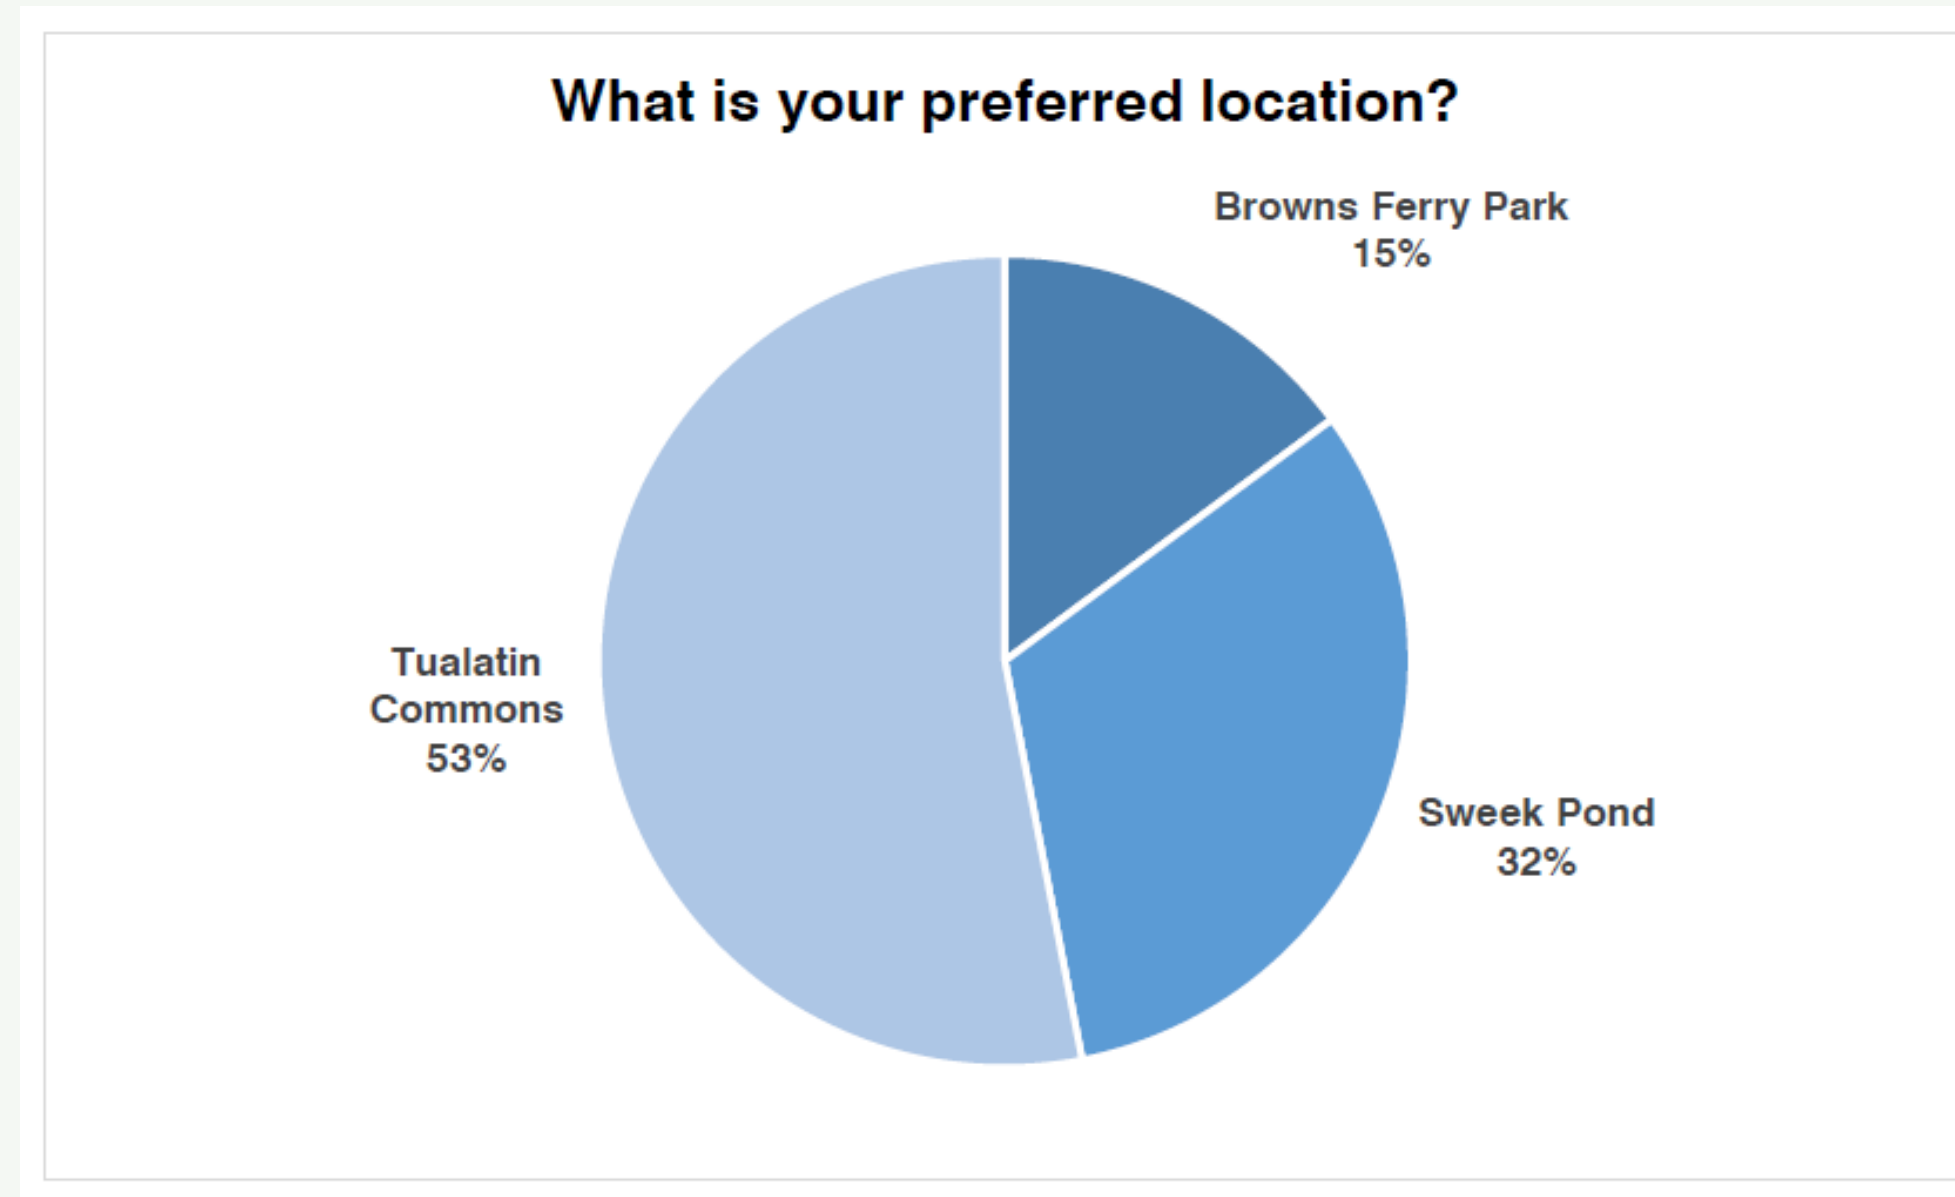 What is your preferred location?
Browns Ferry Park
15%
Tualatin
Commons
53%
Sweek Pond
32%